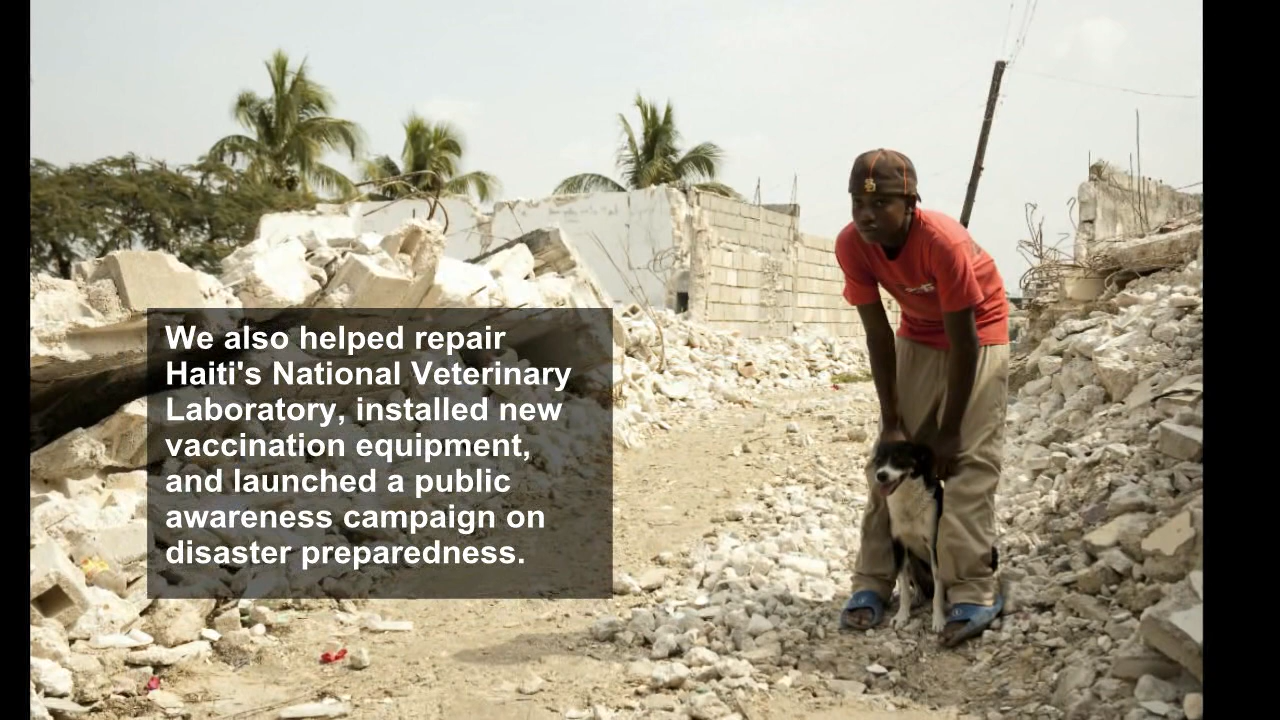 We also helped repair
Haiti's National Veterinary
Laboratory, installed new
vaccination equipment,
and launched a public
awareness campaign on
disaster preparedness.